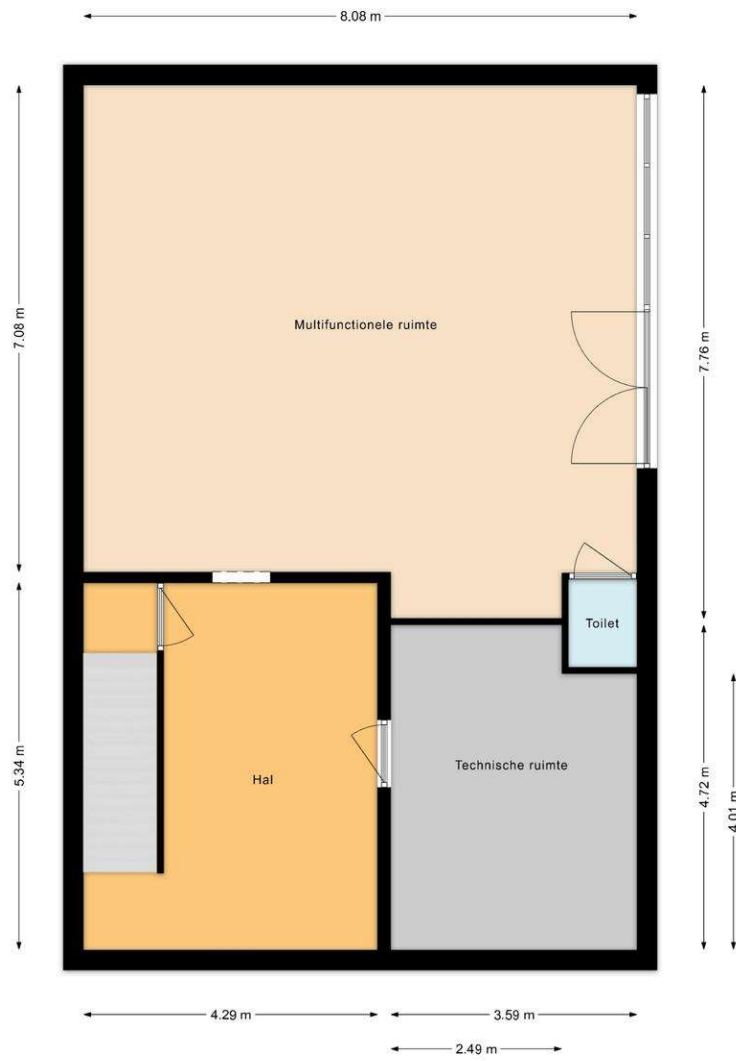 8.08 m
7.08 m
Multifunctionele ruimte
7.76 m
Toilet
5.34 m
Hal
Technische ruimte
4.72 m
4.01 m
4.29 m
3.59 m
2.49 m